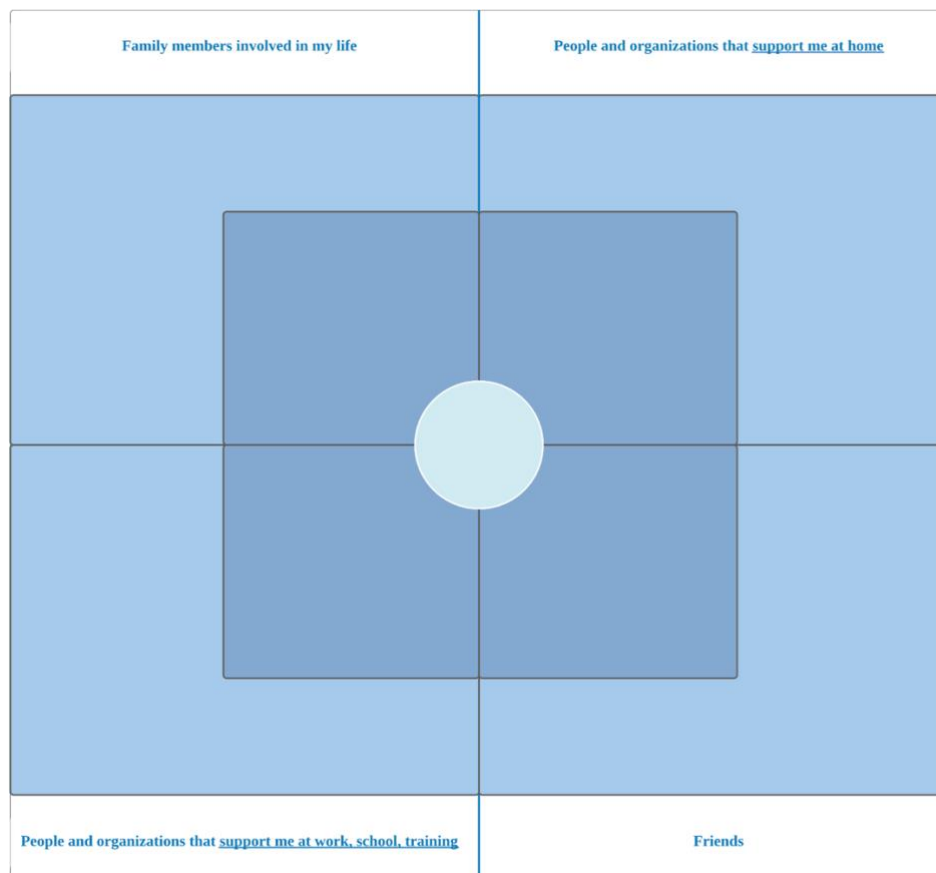 Family members involved in my life
People and organizations that support me at home
People and organizations that support me at work, school, training
Friends